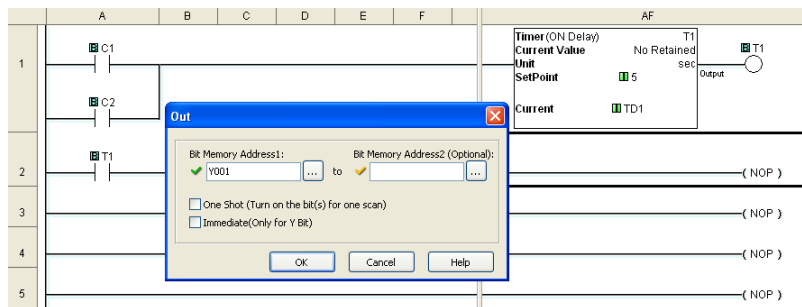 A B C D E F AF
1
C1
Timer(ON Delay) T1
Current Value No Retained
Unit sec
SetPoint 5
Current TD1
Output
T1
C2
Out
Bit Memory Address1: Bit Memory Address2 (Optional):
Y001 ... to ...
One Shot (Turn on the bit(s) for one scan)
Immediate(Only for Y Bit)
OK Cancel Help
2
T1
( NOP )
3
( NOP )
4
( NOP )
5
( NOP )